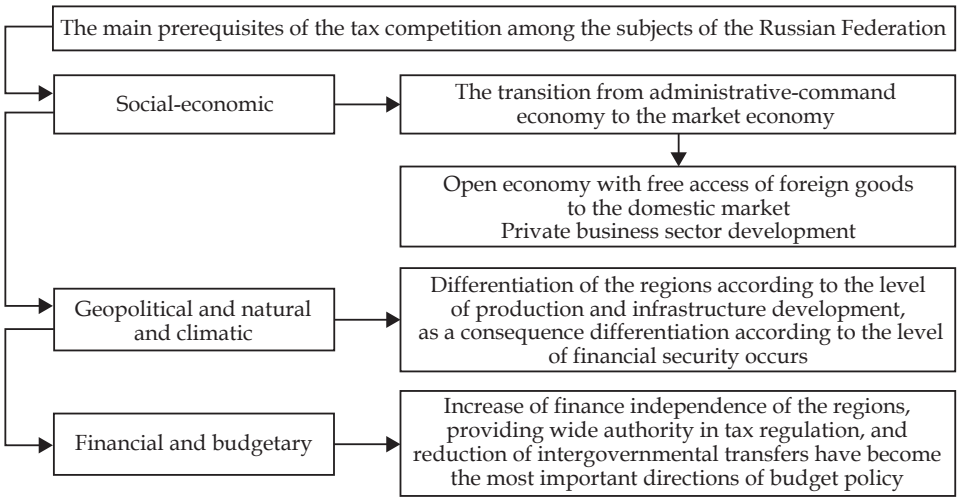 The main prerequisites of the tax competition among the subjects of the Russian Federation
Social-economic
The transition from administrative-command
economy to the market economy
Open economy with free access of foreign goods
to the domestic market
Private business sector development
Geopolitical and natural
and climatic
Differentiation of the regions according to the level
of production and infrastructure development,
as a consequence differentiation according to the level
of financial security occurs
Financial and budgetary
Increase of finance independence of the regions,
providing wide authority in tax regulation, and
reduction of intergovernmental transfers have become
the most important directions of budget policy